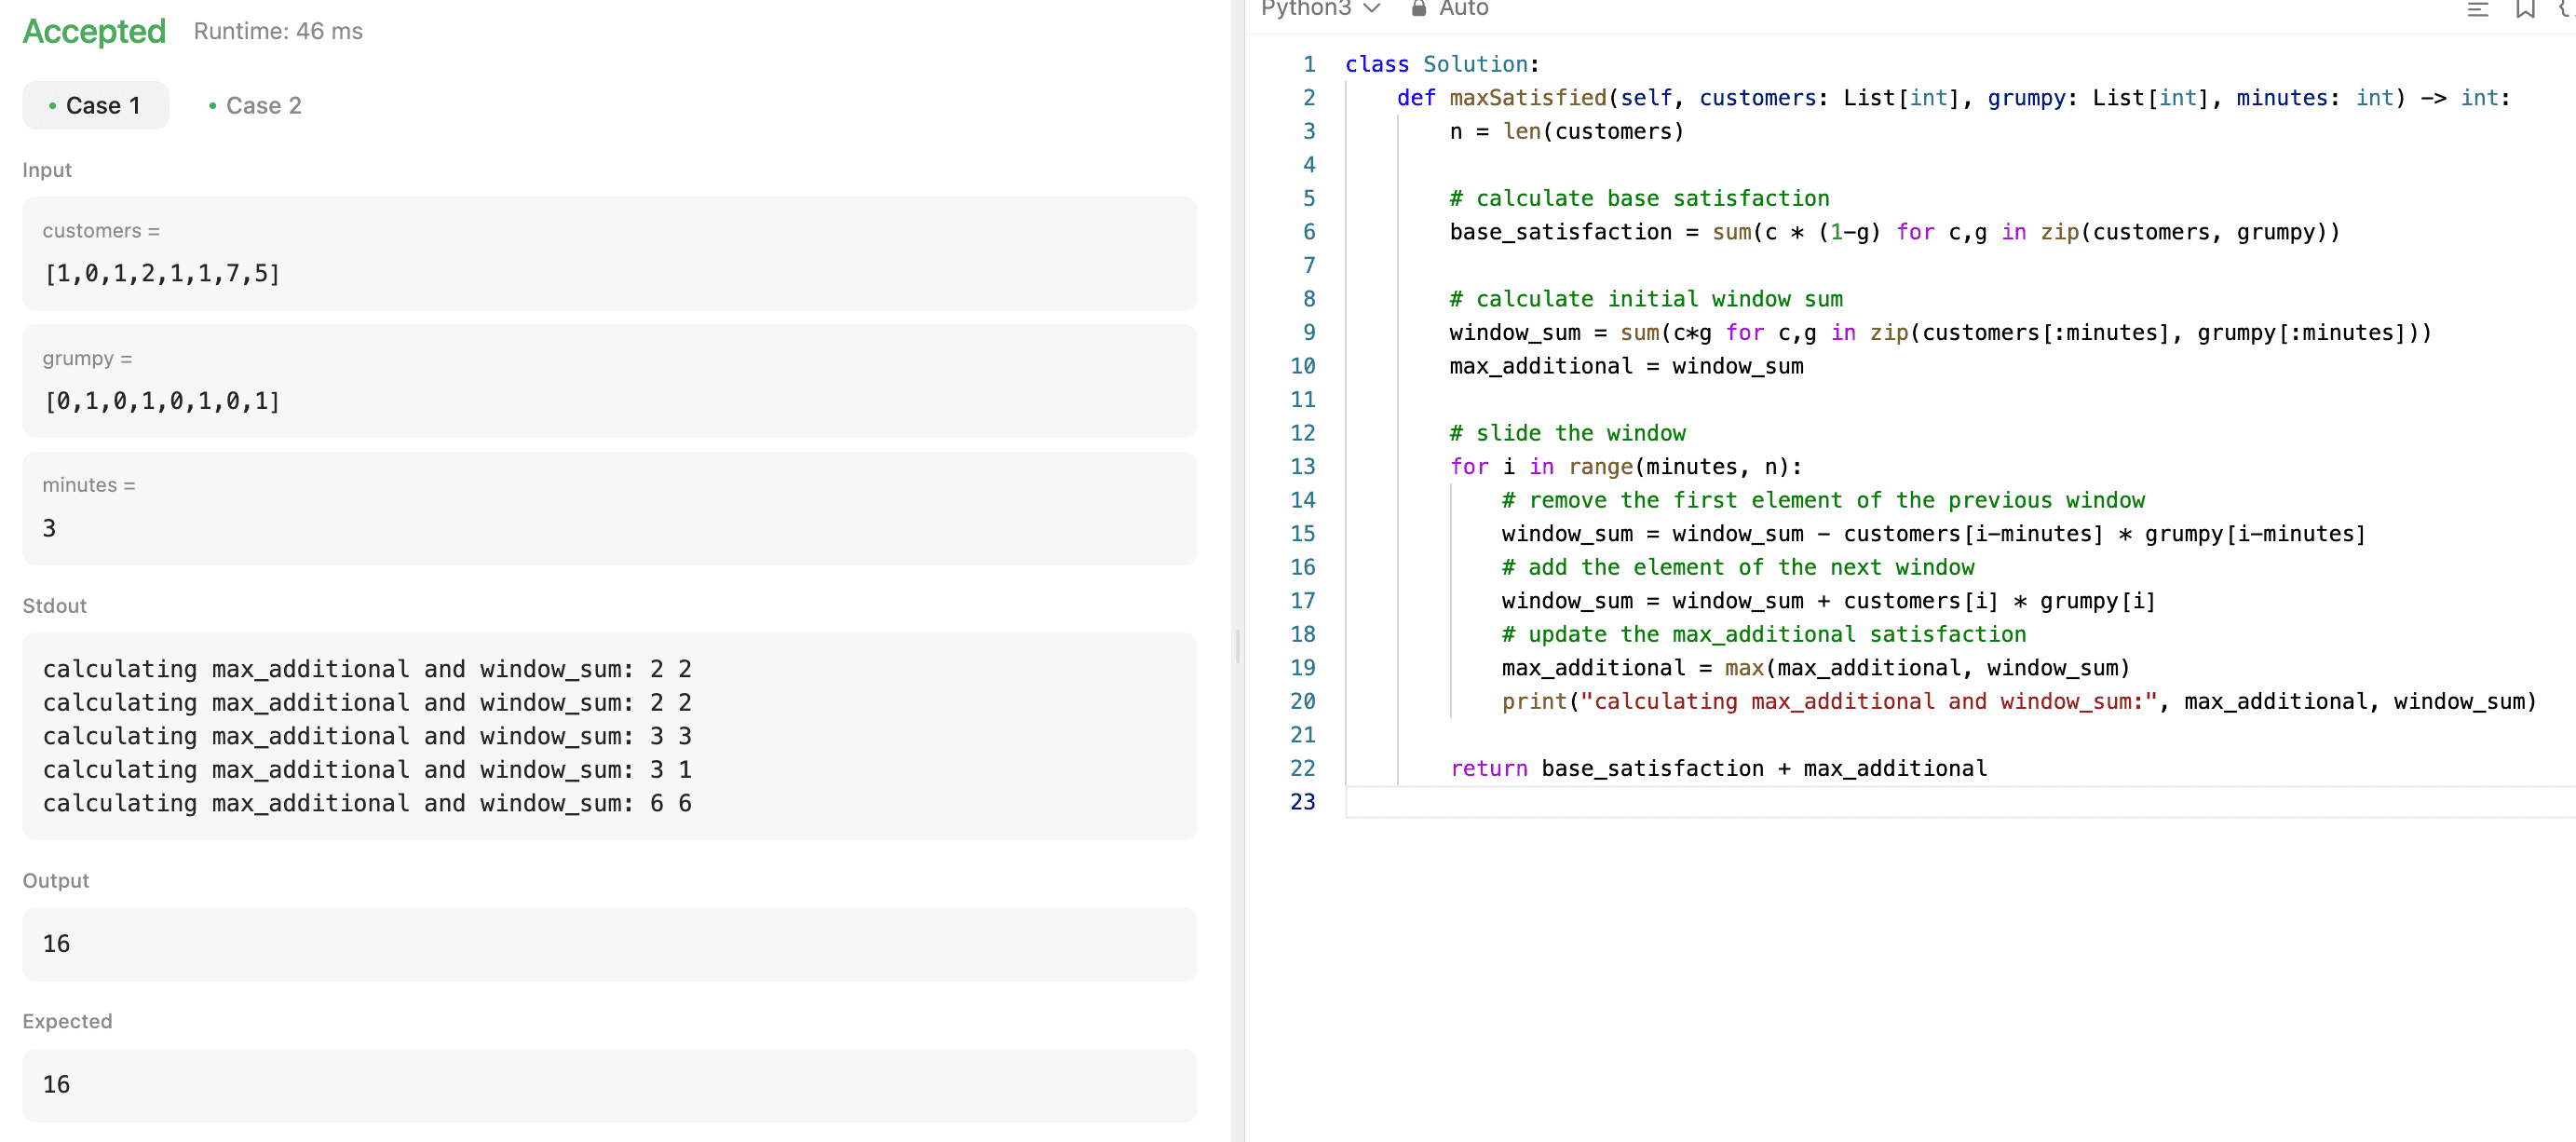 Accepted Runtime: 46 ms
• Case 1 • Case 2
Input
customers =
[1,0,1,2,1,1,7,5]
grumpy =
[0,1,0,1,0,1,0,1]
minutes =
3
Stdout
calculating max_additional and window_sum: 2 2
calculating max_additional and window_sum: 2 2
calculating max_additional and window_sum: 3 3
calculating max_additional and window_sum: 3 1
calculating max_additional and window_sum: 6 6
Output
16
Expected
16
Python3 Auto
1 class Solution:
2     def maxSatisfied(self, customers: List[int], grumpy: List[int], minutes: int) -> int:
3         n = len(customers)
4
5         # calculate base satisfaction
6         base_satisfaction = sum(c * (1-g) for c,g in zip(customers, grumpy))
7
8         # calculate initial window sum
9         window_sum = sum(c*g for c,g in zip(customers[:minutes], grumpy[:minutes]))
10         max_additional = window_sum
11
12         # slide the window
13         for i in range(minutes, n):
14             # remove the first element of the previous window
15             window_sum = window_sum - customers[i-minutes] * grumpy[i-minutes]
16             # add the element of the next window
17             window_sum = window_sum + customers[i] * grumpy[i]
18             # update the max_additional satisfaction
19             max_additional = max(max_additional, window_sum)
20             print("calculating max_additional and window_sum:", max_additional, window_sum)
21
22         return base_satisfaction + max_additional
23